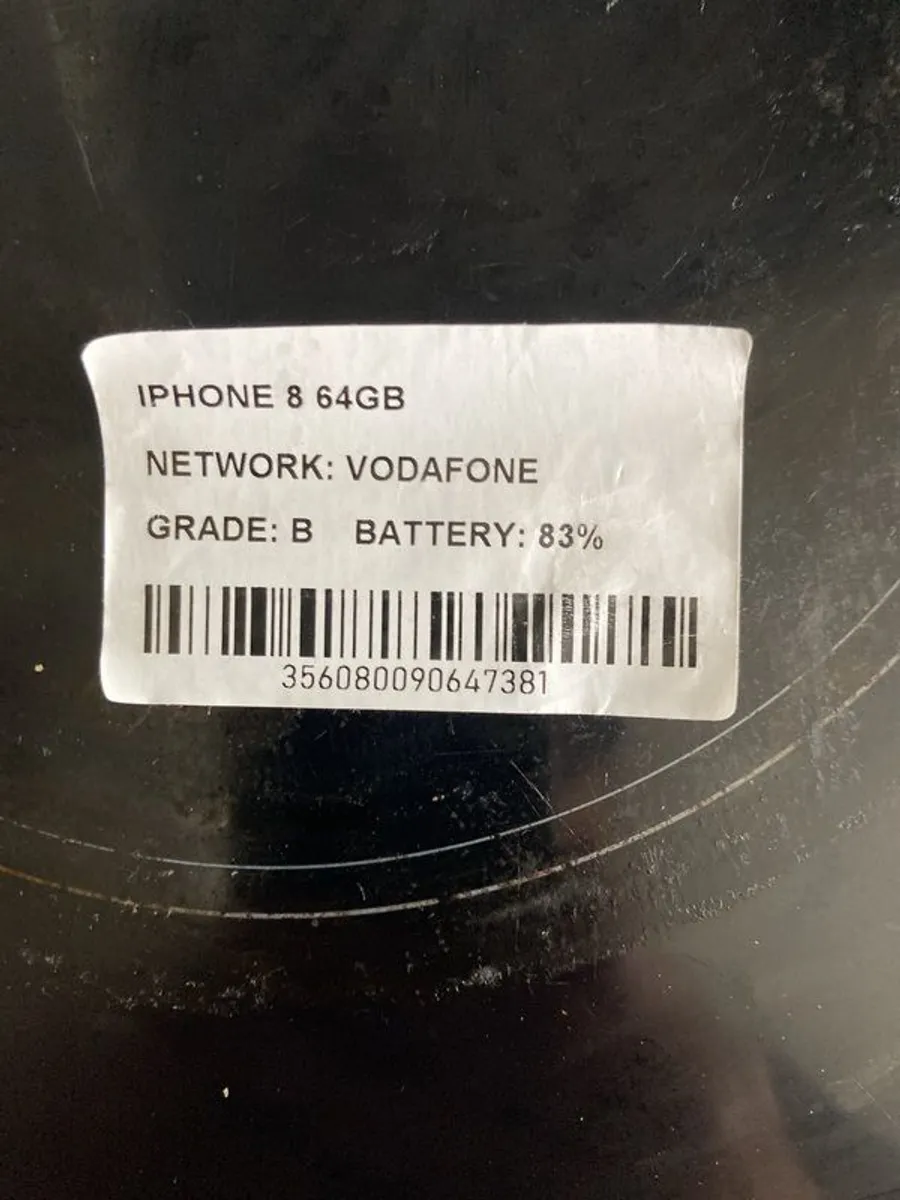 IPHONE 8 64GB
NETWORK: VODAFONE
GRADE: B BATTERY: 83%
356080090647381